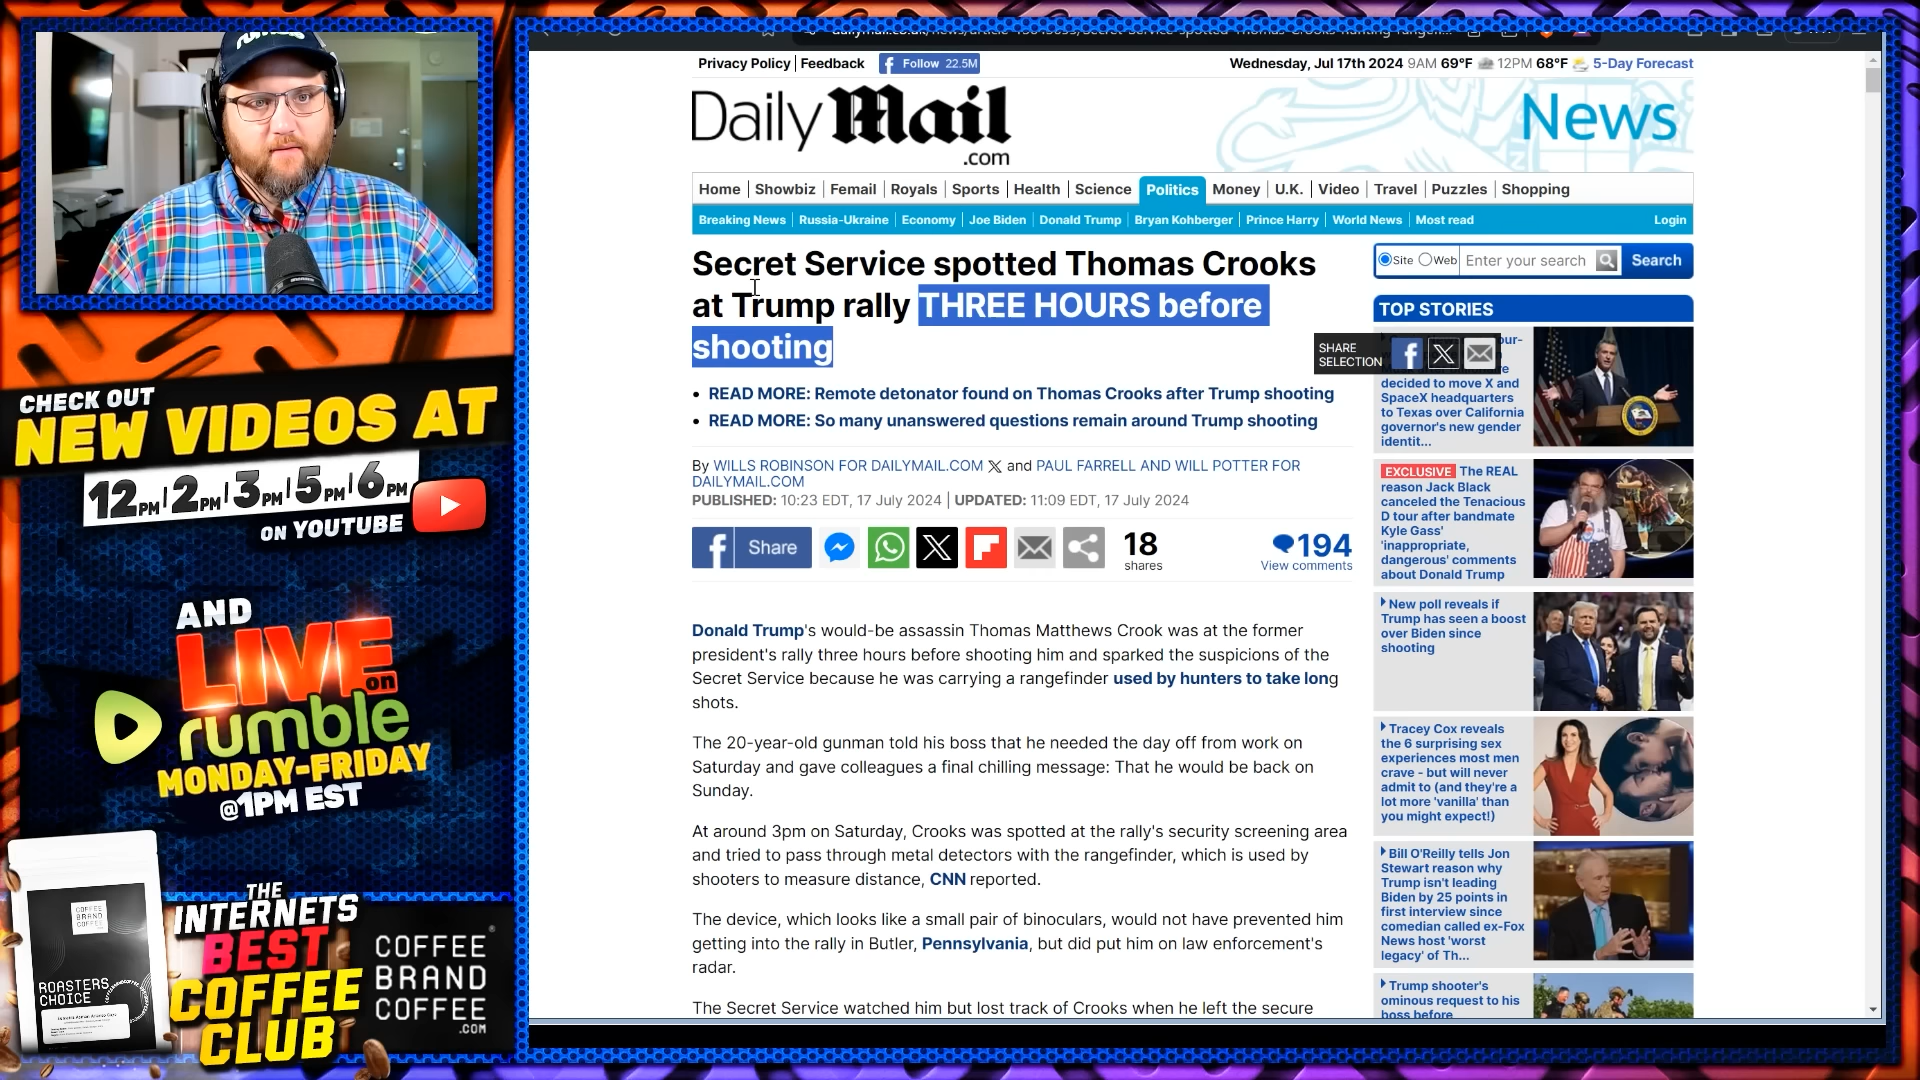 CHECK OUT
NEW VIDEOS AT
12PM | 2PM | 3PM | 5PM | 6PM
ON YOUTUBE
AND
LIVE
on
rumble
MONDAY-FRIDAY
@1PM EST
THE
INTERNETS
BEST
COFFEE
CLUB
COFFEE
BRAND
COFFEE
ROASTERS
CHOICE
COFFEE
BRAND
COFFEE
.COM
Privacy Policy | Feedback
Follow 22.5M
Wednesday, Jul 17th 2024 9AM 69°F 12PM 68°F 5-Day Forecast
Daily Mail
.com
News
Home | Showbiz | Femail | Royals | Sports | Health | Science | Politics | Money | U.K. | Video | Travel | Puzzles | Shopping
Breaking News | Russia-Ukraine | Economy | Joe Biden | Donald Trump | Bryan Kohberger | Prince Harry | World News | Most read
Login
Secret Service spotted Thomas Crooks
at Trump rally THREE HOURS before
shooting
• READ MORE: Remote detonator found on Thomas Crooks after Trump shooting
• READ MORE: So many unanswered questions remain around Trump shooting
By WILLS ROBINSON FOR DAILYMAIL.COM X and PAUL FARRELL AND WILL POTTER FOR
DAILYMAIL.COM
PUBLISHED: 10:23 EDT, 17 July 2024 | UPDATED: 11:09 EDT, 17 July 2024
Share
18
shares
194
View comments
Donald Trump's would-be assassin Thomas Matthews Crook was at the former
president's rally three hours before shooting him and sparked the suspicions of the
Secret Service because he was carrying a rangefinder used by hunters to take long
shots.
The 20-year-old gunman told his boss that he needed the day off from work on
Saturday and gave colleagues a final chilling message: That he would be back on
Sunday.
At around 3pm on Saturday, Crooks was spotted at the rally's security screening area
and tried to pass through metal detectors with the rangefinder, which is used by
shooters to measure distance, CNN reported.
The device, which looks like a small pair of binoculars, would not have prevented him
getting into the rally in Butler, Pennsylvania, but did put him on law enforcement's
radar.
The Secret Service watched him but lost track of Crooks when he left the secure
Site Web Enter your search Search
TOP STORIES
SHARE
SELECTION
decided to move X and
SpaceX headquarters
to Texas over California
governor's new gender
identit...
EXCLUSIVE The REAL
reason Jack Black
canceled the Tenacious
D tour after bandmate
Kyle Gass'
'inappropriate,
dangerous' comments
about Donald Trump
New poll reveals if
Trump has seen a boost
over Biden since
shooting
Tracey Cox reveals
the 6 surprising sex
experiences most men
crave - but will never
admit to (and they're a
lot more 'vanilla' than
you might expect!)
Bill O'Reilly tells Jon
Stewart reason why
Trump isn't leading
Biden by 25 points in
first interview since
comedian called ex-Fox
News host 'worst
legacy' of Th...
Trump shooter's
ominous request to his
boss before